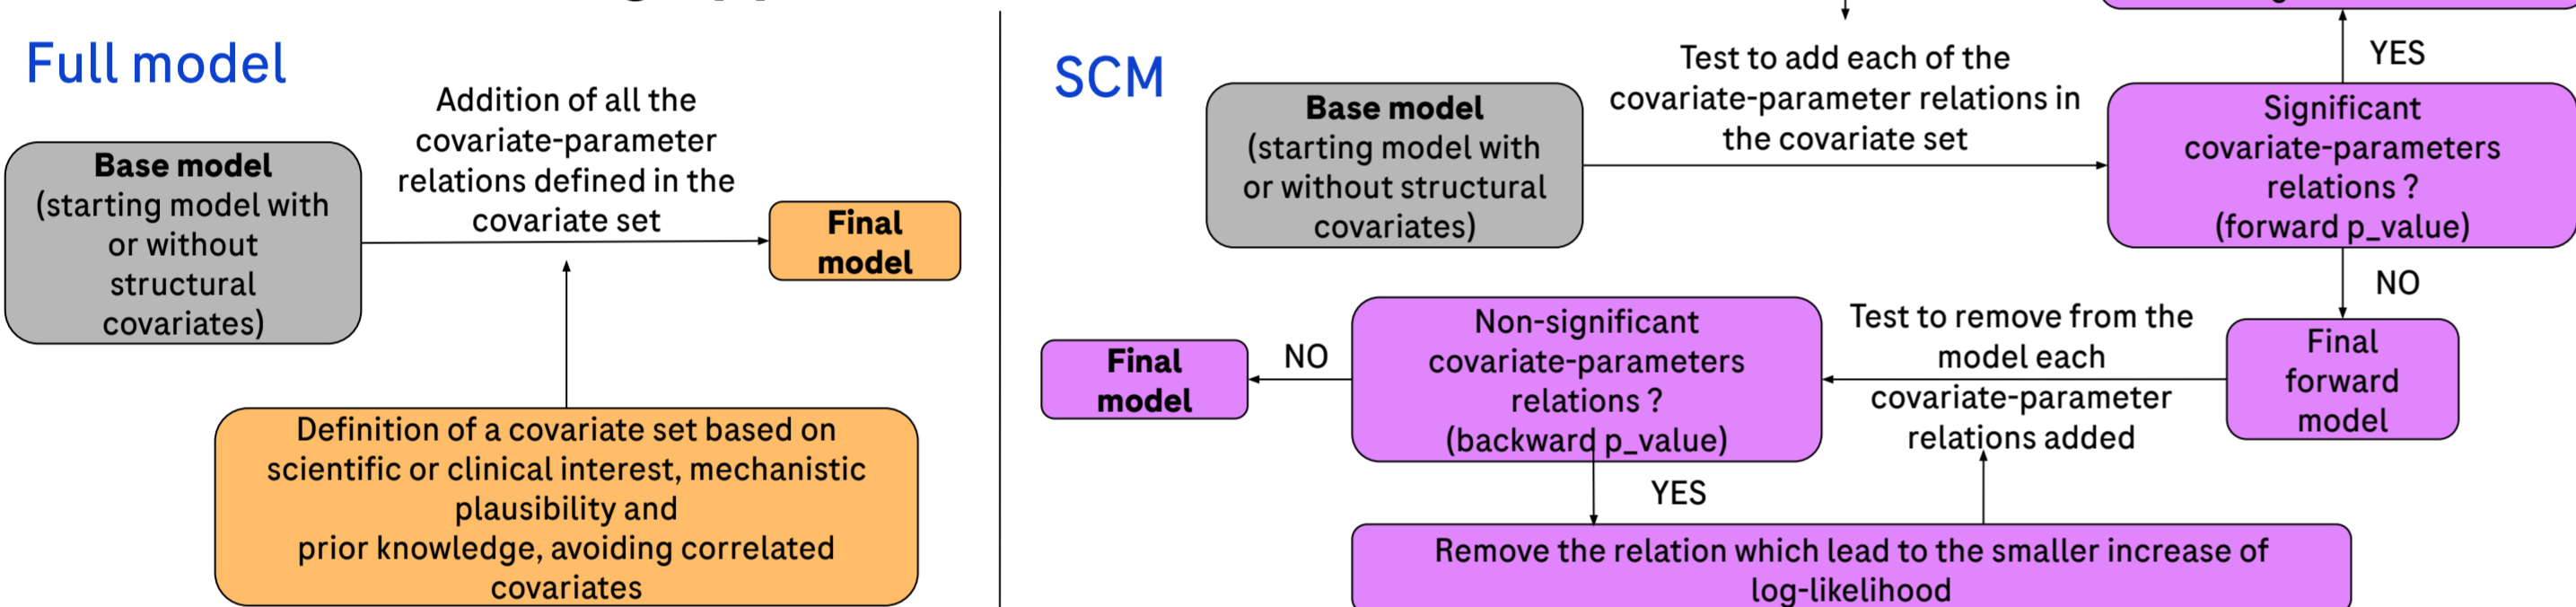 Full model
Base model
(starting model with
or without
structural
covariates)
Addition of all the
covariate-parameter
relations defined in the
covariate set
Final
model
Definition of a covariate set based on
scientific or clinical interest, mechanistic
plausibility and
prior knowledge, avoiding correlated
covariates
SCM
Base model
(starting model with
or without structural
covariates)
Test to add each of the
covariate-parameter relations in
the covariate set
YES
Significant
covariate-parameters
relations ?
(forward p_value)
NO
Final
forward
model
Test to remove from the
model each
covariate-parameter
relations added
Non-significant
covariate-parameters
relations ?
(backward p_value)
NO
Final
model
YES
Remove the relation which lead to the smaller increase of
log-likelihood